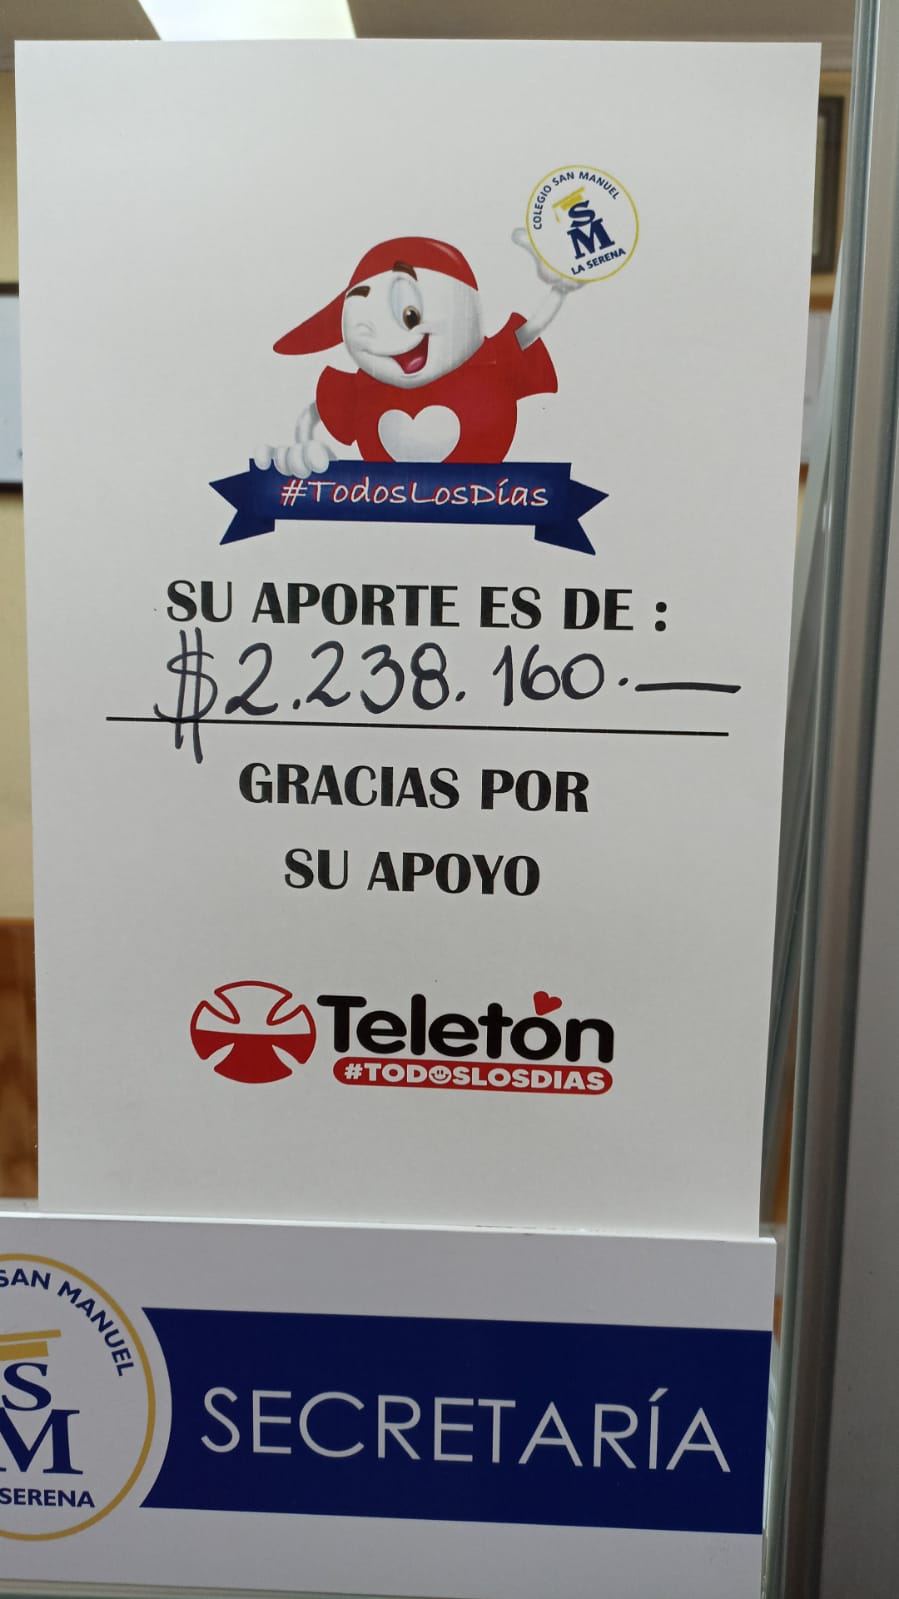 COLEGIO SAN MANUEL
SM
LA SERENA
#TodosLosDías
SU APORTE ES DE :
$2.238.160.—
GRACIAS POR
SU APOYO
Teletón
#TODOSLOSDIAS
SAN MANUEL
SM
SERENA
SECRETARÍA